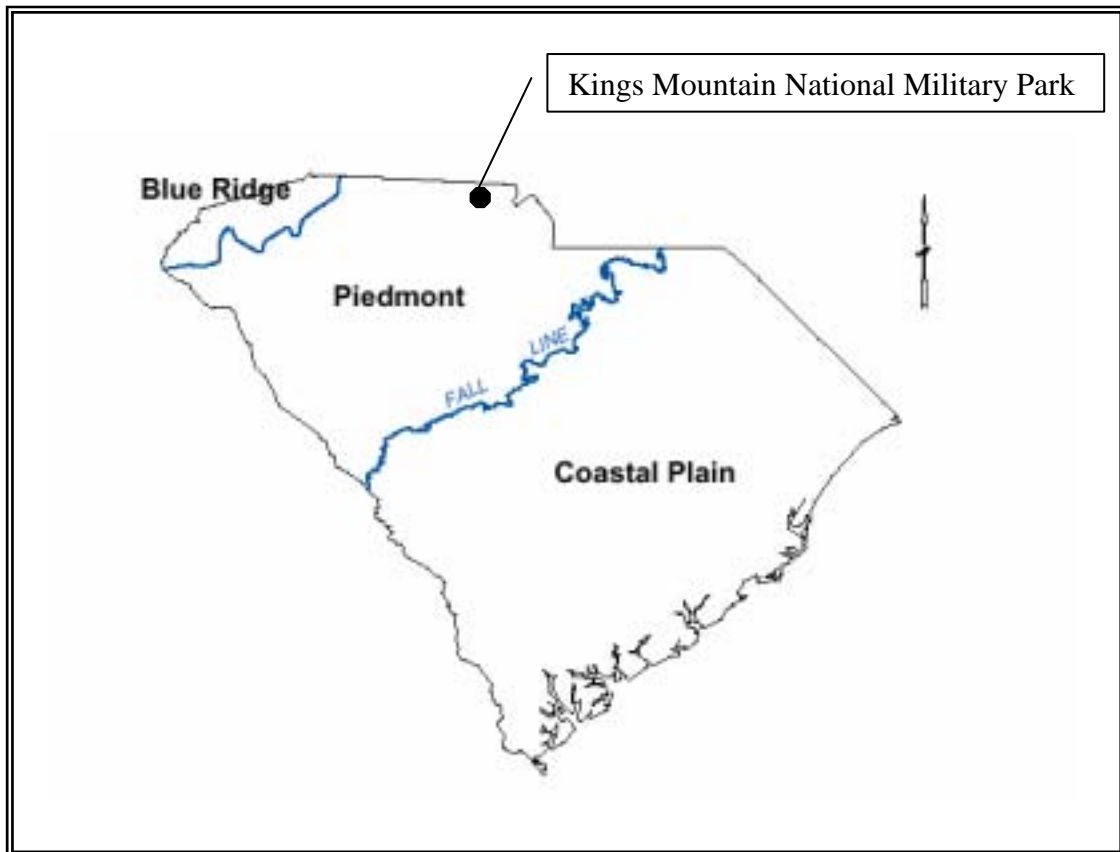 Kings Mountain National Military Park
Blue Ridge
Piedmont
FALL LINE
Coastal Plain